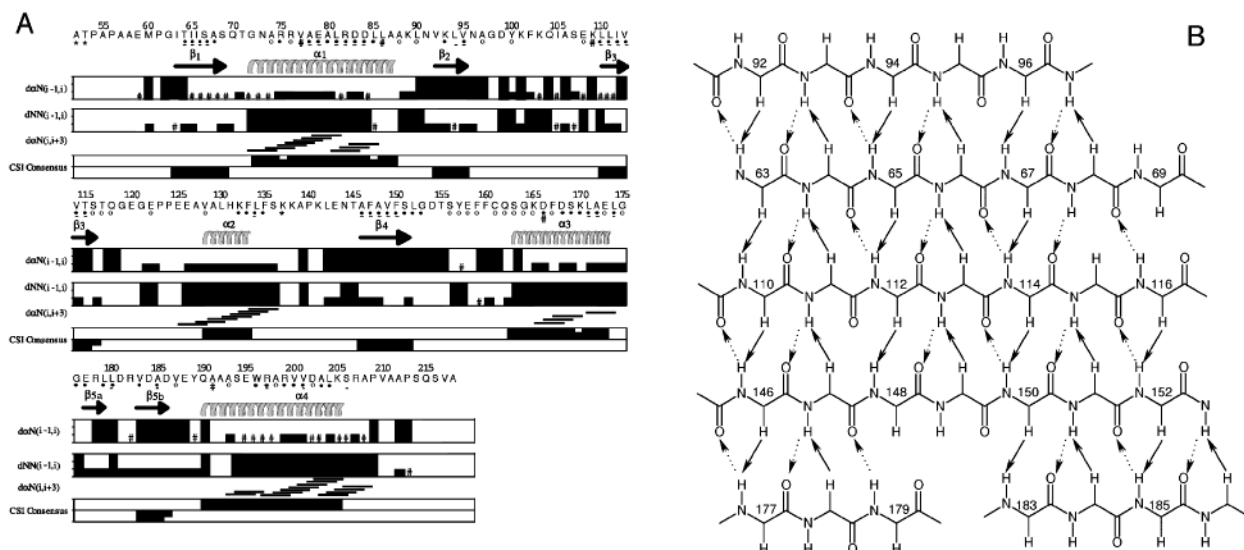 A
55 60 65 70 75 80 85 90 95 100 105 110
ATPAPAAEMPGITIISASQTGNARRVAEALRDDLLAAKLNVKLVNAGDYKFKQIASEKLLIV
β1 α1 β2 β3
dαN(i-1,i)
dNN(i-1,i)
dαN(i,i+3)
CSI Consensus
115 120 125 130 135 140 145 150 155 160 165 170 175
VTSTQGEGEPPEEAVALHKFLFSKKAPKLENTAFAVFSLGDTSYEFFCQSGKDFDSKLAELG
β3 α2 β4 α3
dαN(i-1,i)
dNN(i-1,i)
dαN(i,i+3)
CSI Consensus
180 185 190 195 200 205 210 215
GERLLDRVDADVEYQAAASEWRARVVDALKSRAPVAAPSQSVA
β5a β5b α4
dαN(i-1,i)
dNN(i-1,i)
dαN(i,i+3)
CSI Consensus
B
H O H H O H H O
N 92 N 94 N 96 N
O H H O H H O H H
H O H H O H H O H O
N 63 N 65 N 67 N 69
H H O H H O H H O H
H O H H O H H O H H O
N 110 N 112 N 114 N 116
O H H O H H O H H O H
H O H H O H H O H H O
N 146 N 148 N 150 N 152 N
O H H O H H O H H O H H
H O H H H O H H H
N 177 N 179 N 183 N 185 N
H H O H H H O H H